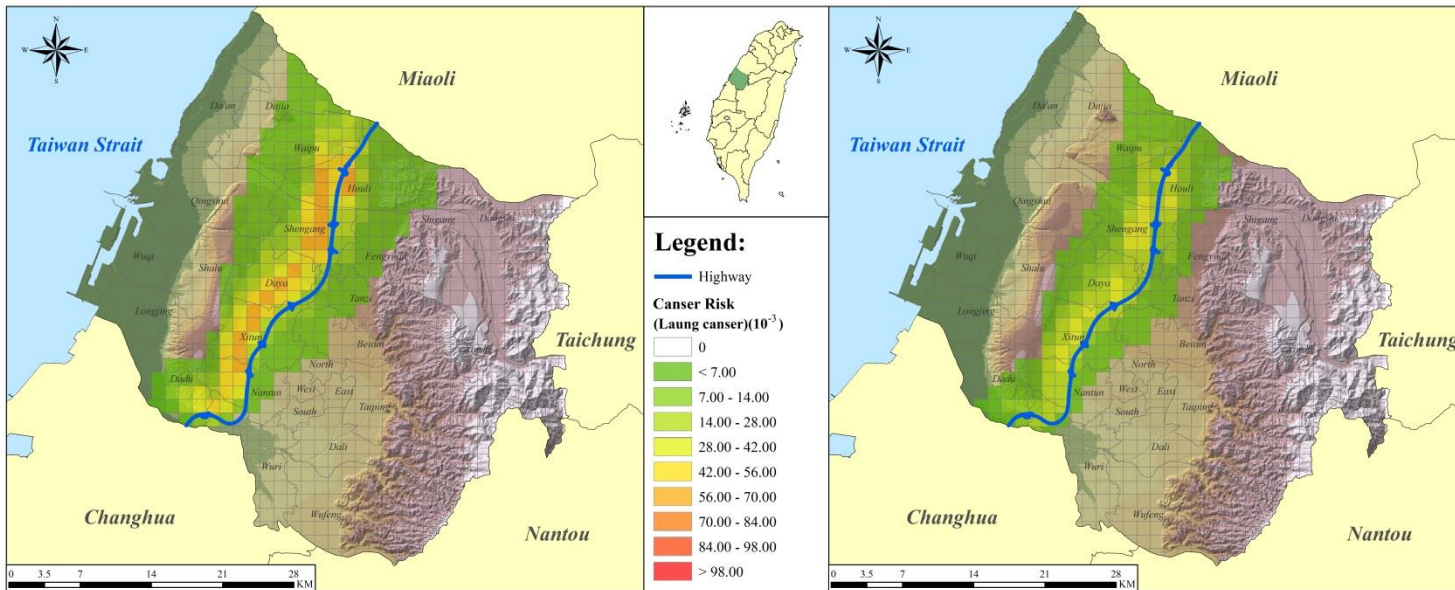 N
W
E
S
Miaoli
Taiwan Strait
Da'an
Dajia
Waipu
Houli
Qingshui
Shengang
Shigang
Dongshi
Wuqi
Shalu
Fengyuan
Daya
Tanzi
Longjing
Xitun
Beitun
Taichung
Dadu
North
Nantun
West
East
South
Taiping
Dali
Wuri
Changhua
Wufeng
Nantou
0 3.5 7 14 21 28
KM
Legend:
Highway
Canser Risk
(Laung canser)(10⁻³)
0
< 7.00
7.00 - 14.00
14.00 - 28.00
28.00 - 42.00
42.00 - 56.00
56.00 - 70.00
70.00 - 84.00
84.00 - 98.00
> 98.00
N
W
E
S
Miaoli
Taiwan Strait
Da'an
Dajia
Waipu
Houli
Qingshui
Shengang
Shigang
Dongshi
Wuqi
Shalu
Fengyuan
Daya
Tanzi
Longjing
Xitun
Beitun
Taichung
Dadu
North
Nantun
West
East
South
Taiping
Dali
Wuri
Changhua
Wufeng
Nantou
0 3.5 7 14 21 28
KM